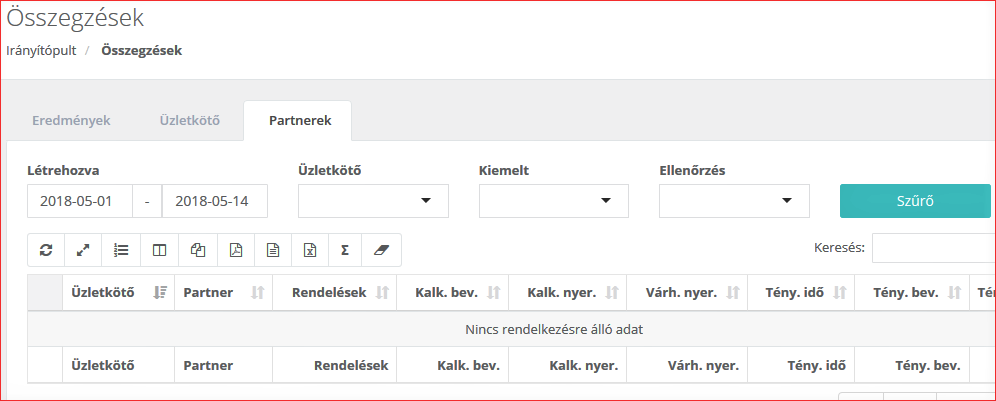 Összegzések
Irányítópult / Összegzések
Eredmények Üzletkötő Partnerek
Létrehozva Üzletkötő Kiemelt Ellenőrzés
2018-05-01 - 2018-05-14 Szűrő
Σ Keresés:
Üzletkötő Partner Rendelések Kalk. bev. Kalk. nyer. Várh. nyer. Tény. idő Tény. bev.
Nincs rendelkezésre álló adat
Üzletkötő Partner Rendelések Kalk. bev. Kalk. nyer. Várh. nyer. Tény. idő Tény. bev.